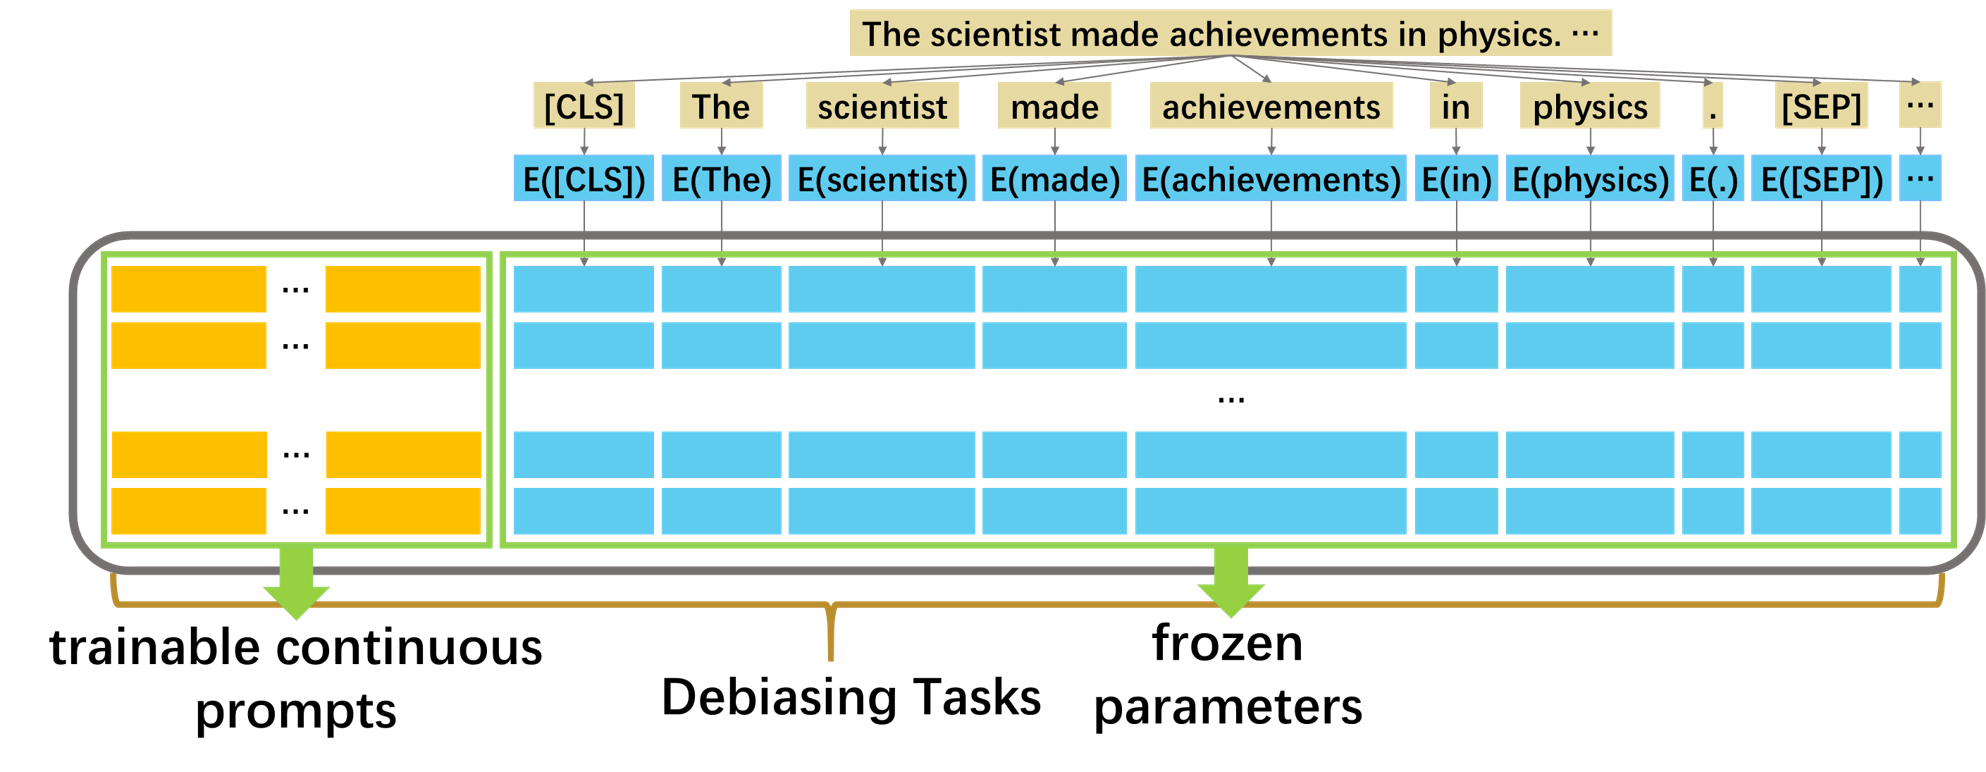 The scientist made achievements in physics. ···
[CLS] The scientist made achievements in physics . [SEP] ···
E([CLS]) E(The) E(scientist) E(made) E(achievements) E(in) E(physics) E(.) E([SEP]) ···
···
···
···
···
···
trainable continuous
prompts
Debiasing Tasks
frozen
parameters